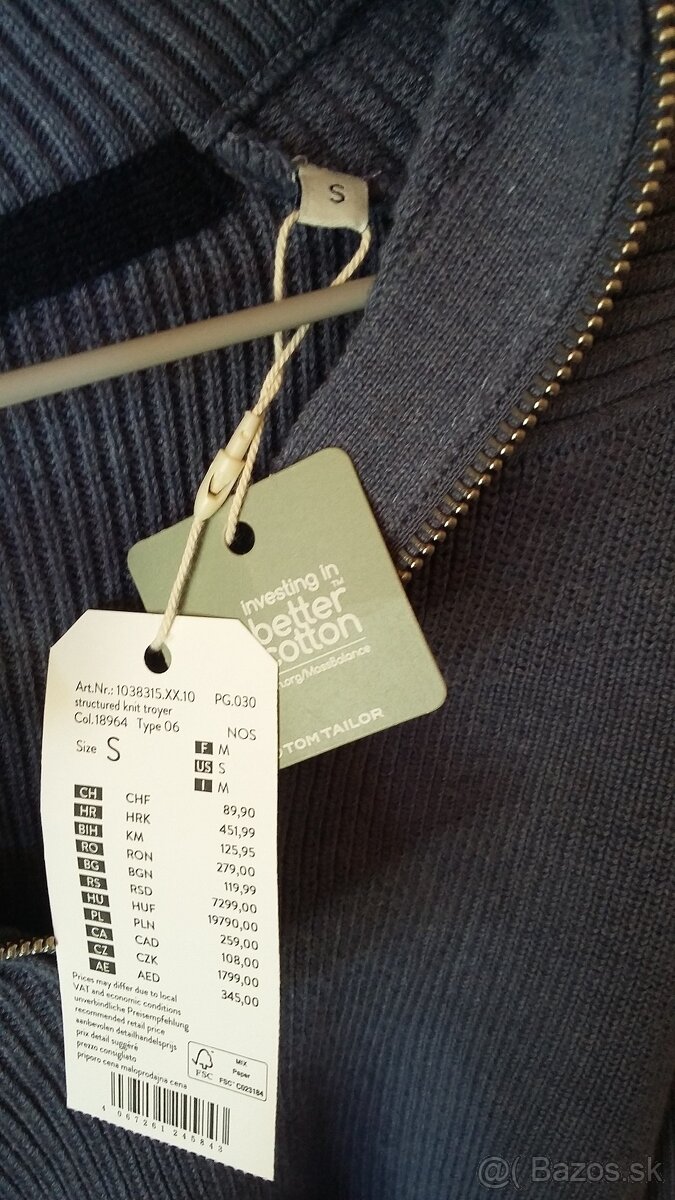 S
investing in
better™
cotton
.org/MassBalance
TOM TAILOR
Art.Nr.: 1038315.XX.10 PG.030
structured knit troyer
Col.18964 Type 06
NOS
Size S
F M
US S
I M
CH CHF 89,90
HR HRK 451,99
BIH KM 125,95
RO RON 279,00
BG BGN 119,99
RS RSD 7299,00
HU HUF 19790,00
PL PLN 259,00
CA CAD 108,00
CZ CZK 1799,00
AE AED 345,00
Prices may differ due to local
VAT and economic conditions
unverbindliche Preisempfehlung
recommended retail price
aanbevolen detailhandelsprijs
prix detail suggéré
prezzo consigliato
priporo cena maloprodajna cena
FSC
MIX
Paper
FSC® C023184
4 067261 245843
@( Bazos.sk